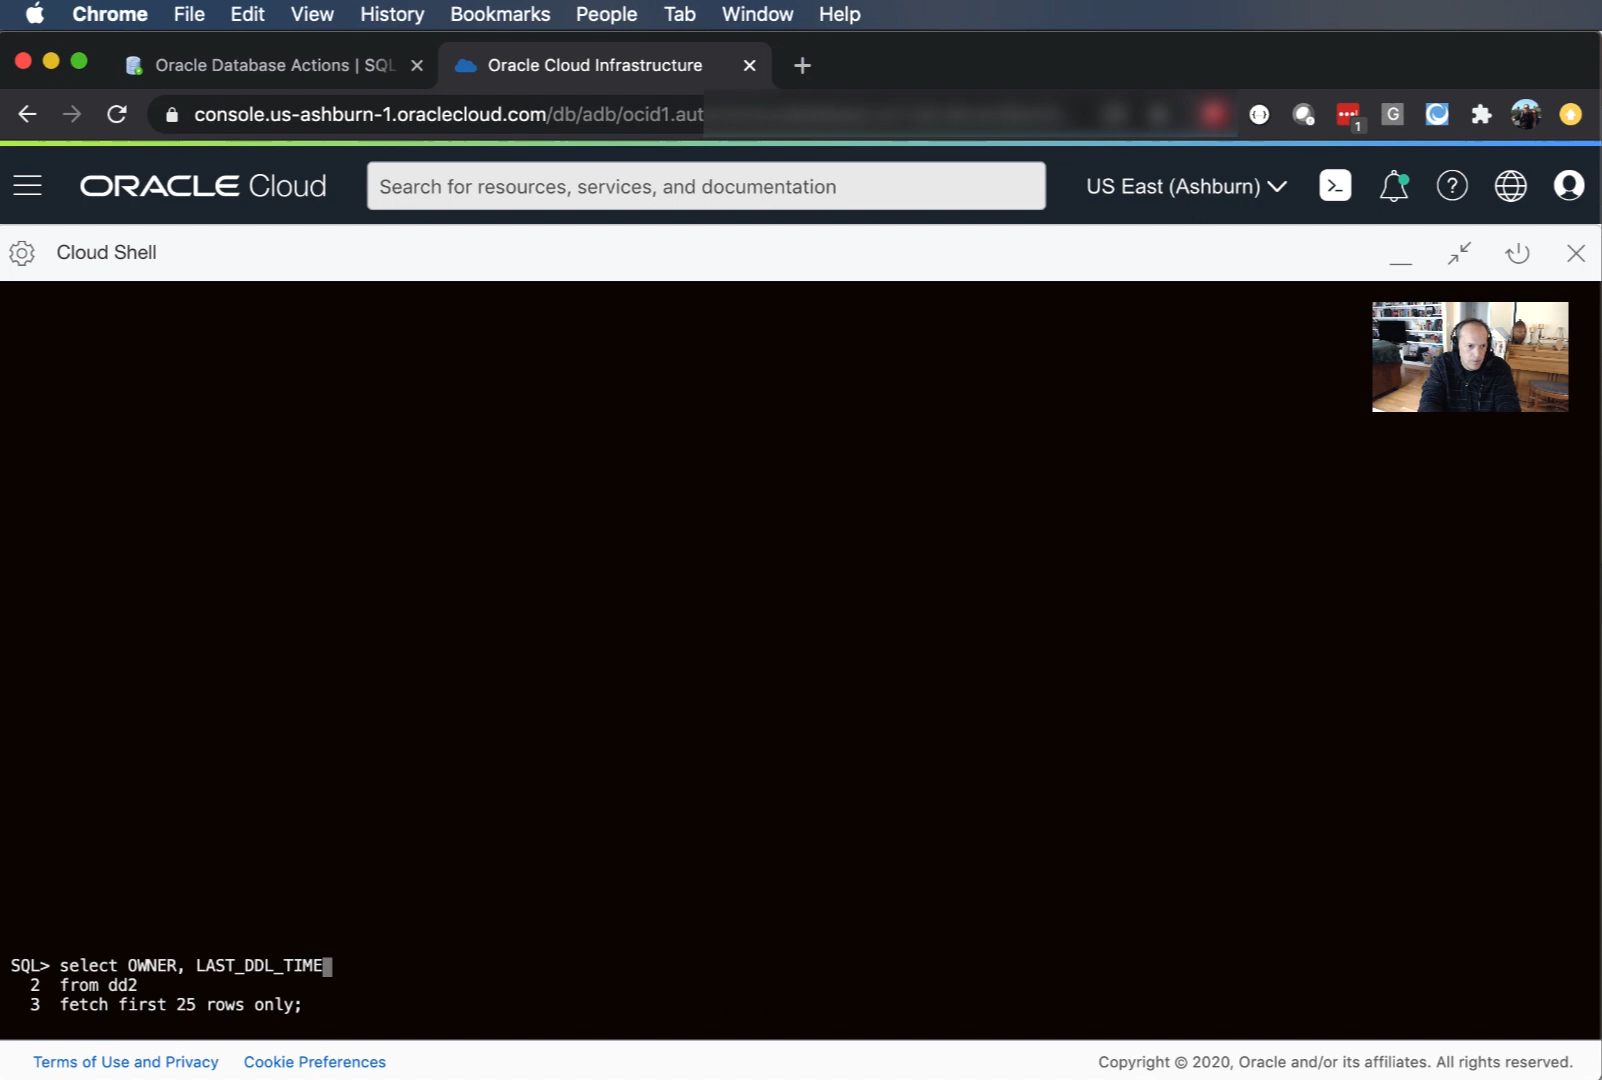 Chrome File Edit View History Bookmarks People Tab Window Help
Oracle Database Actions | SQL
Oracle Cloud Infrastructure
console.us-ashburn-1.oraclecloud.com/db/adb/ocid1.aut
1
G
ORACLE Cloud
Search for resources, services, and documentation
US East (Ashburn)
Cloud Shell
SQL> select OWNER, LAST_DDL_TIME
2 from dd2
3 fetch first 25 rows only;
Terms of Use and Privacy Cookie Preferences
Copyright © 2020, Oracle and/or its affiliates. All rights reserved.